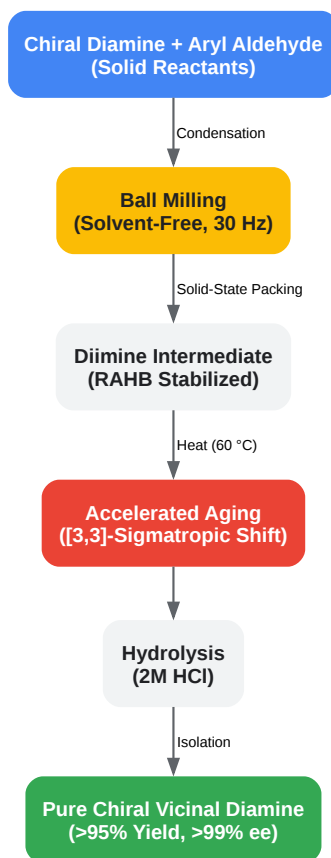 Chiral Diamine + Aryl Aldehyde
(Solid Reactants)
Condensation
Ball Milling
(Solvent-Free, 30 Hz)
Solid-State Packing
Diimine Intermediate
(RAHB Stabilized)
Heat (60 °C)
Accelerated Aging
([3,3]-Sigmatropic Shift)
Hydrolysis
(2M HCl)
Isolation
Pure Chiral Vicinal Diamine
(>95% Yield, >99% ee)